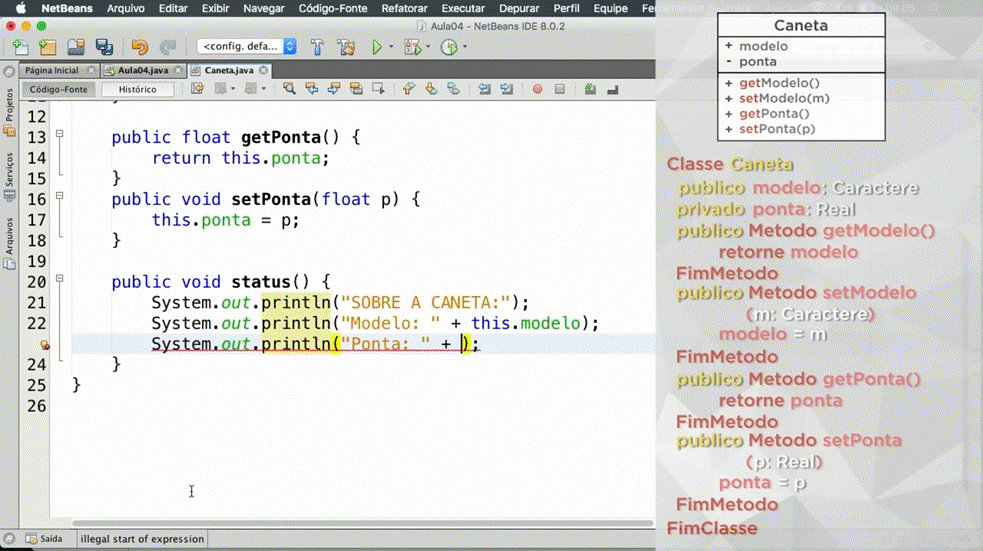 NetBeans Arquivo Editar Exibir Navegar Código-Fonte Refatorar Executar Depurar Perfil Equipe
Aula04 - NetBeans IDE 8.0.2
<config. defa...
Página Inicial Aula04.java Caneta.java
Código-Fonte Histórico
Projetos
Serviços
Arquivos
12
13 public float getPonta() {
14 return this.ponta;
15 }
16 public void setPonta(float p) {
17 this.ponta = p;
18 }
19
20 public void status() {
21 System.out.println("SOBRE A CANETA:");
22 System.out.println("Modelo: " + this.modelo);
System.out.println("Ponta: " + );
24 }
25 }
26
Saída illegal start of expression
INS
Caneta
+ modelo
- ponta
+ getModelo()
+ setModelo(m)
+ getPonta()
+ setPonta(p)
Classe Caneta
publico modelo: Caractere
privado ponta: Real
publico Metodo getModelo()
retorne modelo
FimMetodo
publico Metodo setModelo
(m: Caractere)
modelo = m
FimMetodo
publico Metodo getPonta()
retorne ponta
FimMetodo
publico Metodo setPonta
(p: Real)
ponta = p
FimMetodo
FimClasse